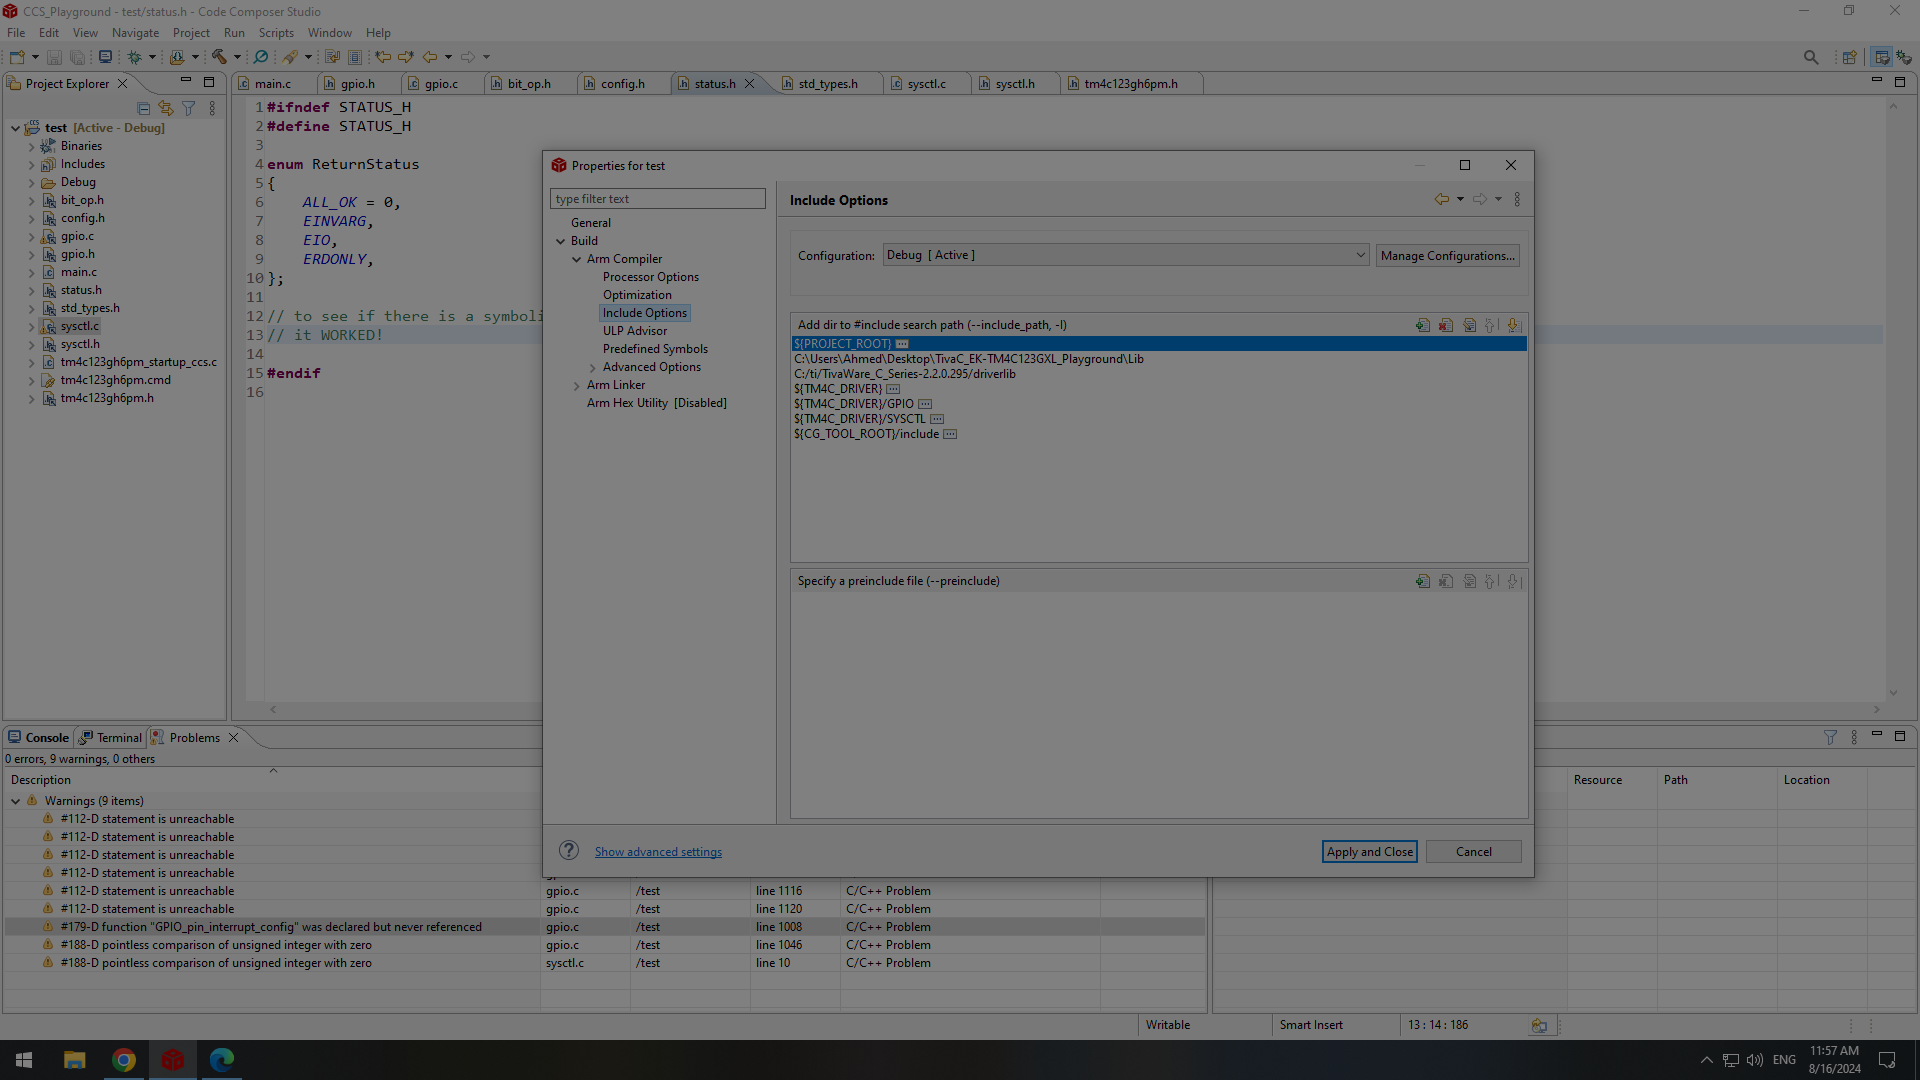 CCS_Playground - test/status.h - Code Composer Studio
File Edit View Navigate Project Run Scripts Window Help
Project Explorer
main.c gpio.h gpio.c bit_op.h config.h status.h std_types.h sysctl.c sysctl.h tm4c123gh6pm.h
test [Active - Debug]
Binaries
Includes
Debug
bit_op.h
config.h
gpio.c
gpio.h
main.c
status.h
std_types.h
sysctl.c
sysctl.h
tm4c123gh6pm_startup_ccs.c
tm4c123gh6pm.cmd
tm4c123gh6pm.h
1 #ifndef STATUS_H
2 #define STATUS_H
3
4 enum ReturnStatus
5 {
6 ALL_OK = 0,
7 EINVARG,
8 EIO,
9 ERDONLY,
10 };
11
12 // to see if there is a symboli
13 // it WORKED!
14
15 #endif
16
Properties for test
type filter text
General
Build
Arm Compiler
Processor Options
Optimization
Include Options
ULP Advisor
Predefined Symbols
Advanced Options
Arm Linker
Arm Hex Utility [Disabled]
Include Options
Configuration: Debug [ Active ] Manage Configurations...
Add dir to #include search path (--include_path, -I)
${PROJECT_ROOT}
C:\Users\Ahmed\Desktop\TivaC_EK-TM4C123GXL_Playground\Lib
C:/ti/TivaWare_C_Series-2.2.0.295/driverlib
${TM4C_DRIVER}
${TM4C_DRIVER}/GPIO
${TM4C_DRIVER}/SYSCTL
${CG_TOOL_ROOT}/include
Specify a preinclude file (--preinclude)
Show advanced settings
Apply and Close Cancel
Console Terminal Problems
0 errors, 9 warnings, 0 others
Description
Resource Path Location
Warnings (9 items)
#112-D statement is unreachable
#112-D statement is unreachable
#112-D statement is unreachable
#112-D statement is unreachable
#112-D statement is unreachable gpio.c /test line 1116 C/C++ Problem
#112-D statement is unreachable gpio.c /test line 1120 C/C++ Problem
#179-D function "GPIO_pin_interrupt_config" was declared but never referenced gpio.c /test line 1008 C/C++ Problem
#188-D pointless comparison of unsigned integer with zero gpio.c /test line 1046 C/C++ Problem
#188-D pointless comparison of unsigned integer with zero sysctl.c /test line 10 C/C++ Problem
Writable Smart Insert 13 : 14 : 186
ENG
11:57 AM
8/16/2024